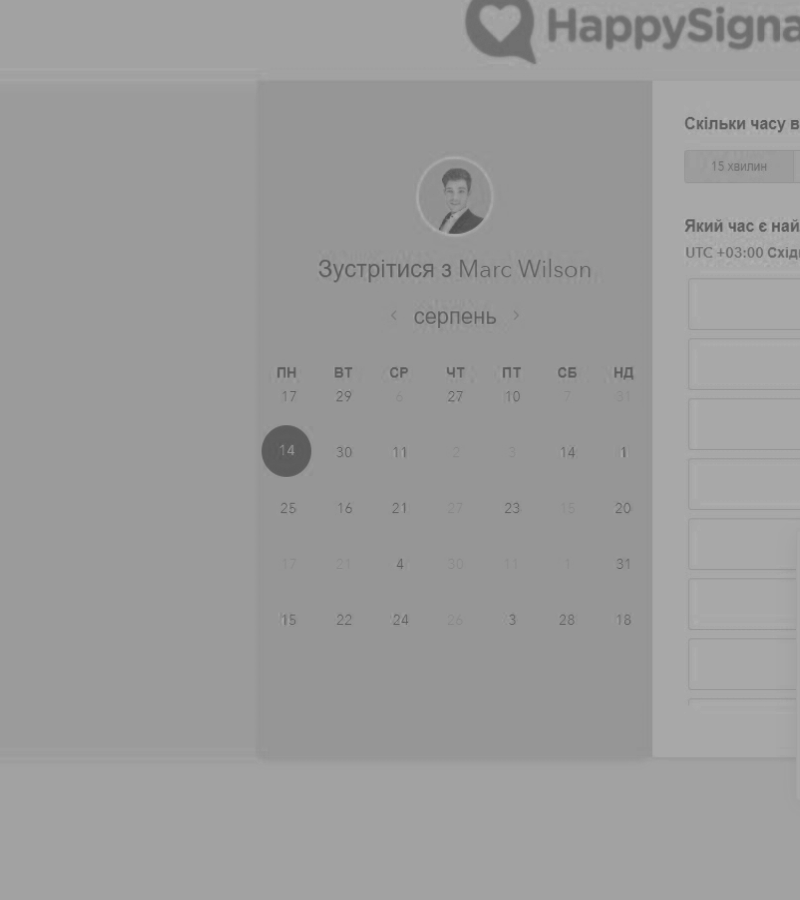 HappySigna
Зустрітися з Marc Wilson
серпень
ПН ВТ СР ЧТ ПТ СБ НД
17 29 6 27 10 7 31
14 30 11 2 3 14 1
25 16 21 27 23 15 20
17 21 4 30 11 1 31
15 22 24 26 3 28 18
Скільки часу в
15 хвилин
Який час є най
UTC +03:00 Східн